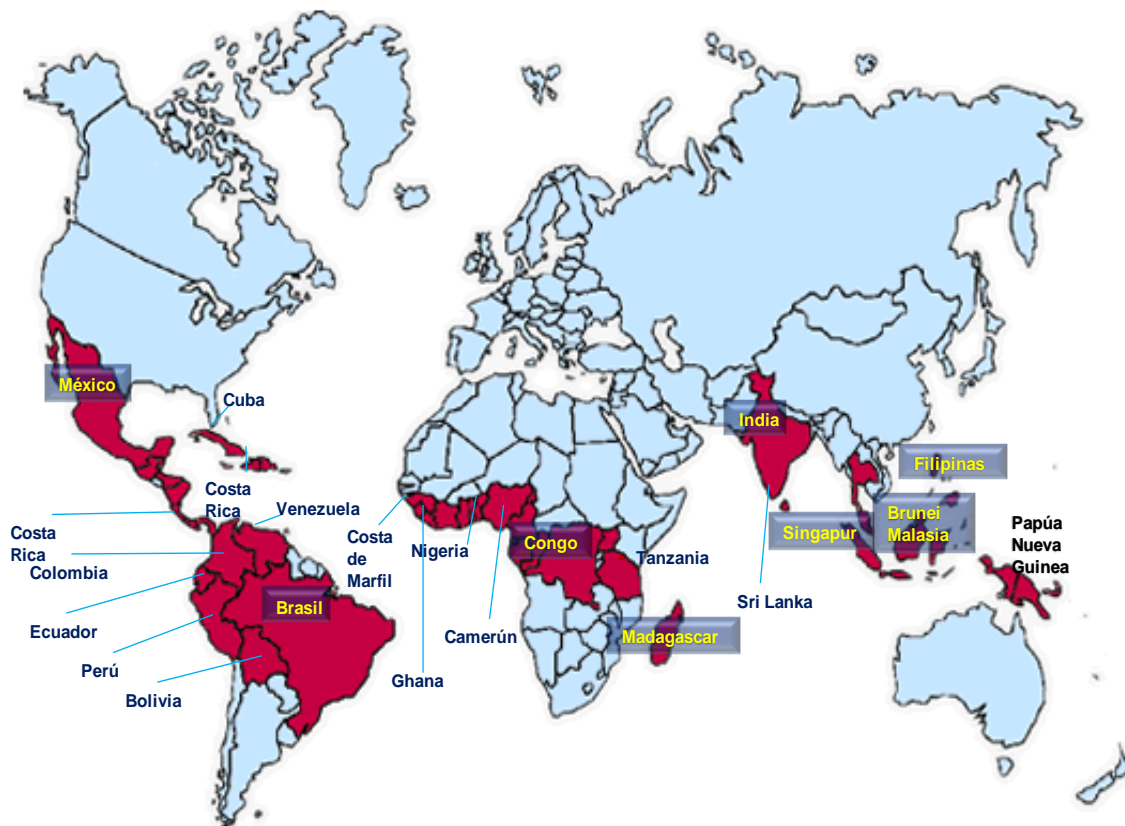 México
Cuba
Costa
Rica
Venezuela
Costa
Rica
Colombia
Ecuador
Perú
Bolivia
Brasil
Costa
de
Marfil
Nigeria
Ghana
Camerún
Congo
Tanzania
Madagascar
India
Sri Lanka
Filipinas
Singapur
Brunei
Malasia
Papúa
Nueva
Guinea